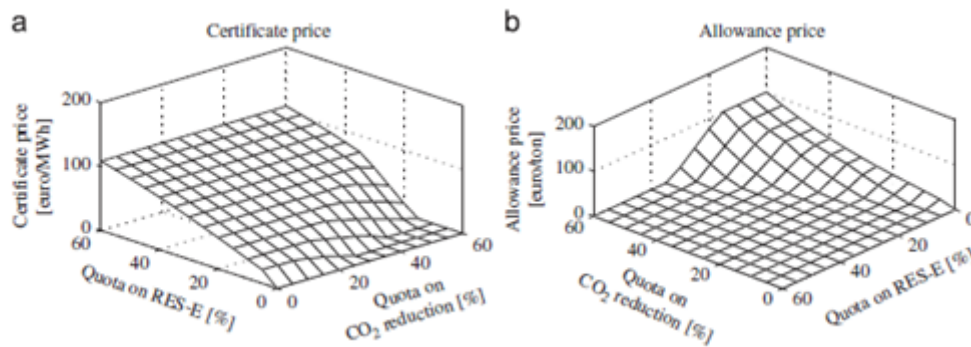 a
Certificate price
Certificate price
[euro/MWh]
200
100
0
60
40
20
0
Quota on RES-E [%]
0
20
40
60
Quota on
CO₂ reduction [%]
b
Allowance price
Allowance price
[euro/ton]
200
100
0
60
40
20
0
Quota on
CO₂ reduction [%]
60
40
20
0
Quota on RES-E [%]